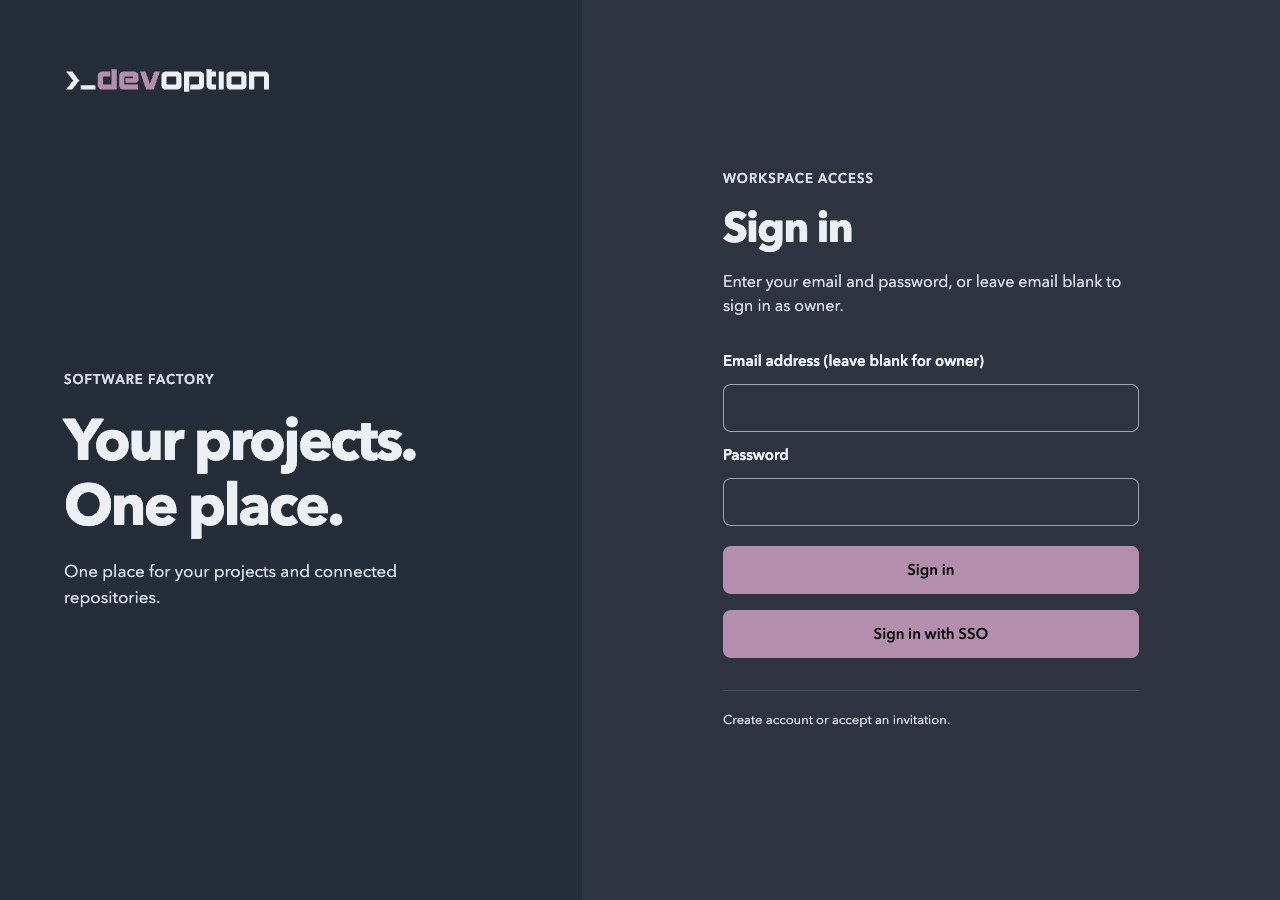 >_devoption
SOFTWARE FACTORY
Your projects.
One place.
One place for your projects and connected
repositories.
WORKSPACE ACCESS
Sign in
Enter your email and password, or leave email blank to
sign in as owner.
Email address (leave blank for owner)
Password
Sign in
Sign in with SSO
Create account or accept an invitation.